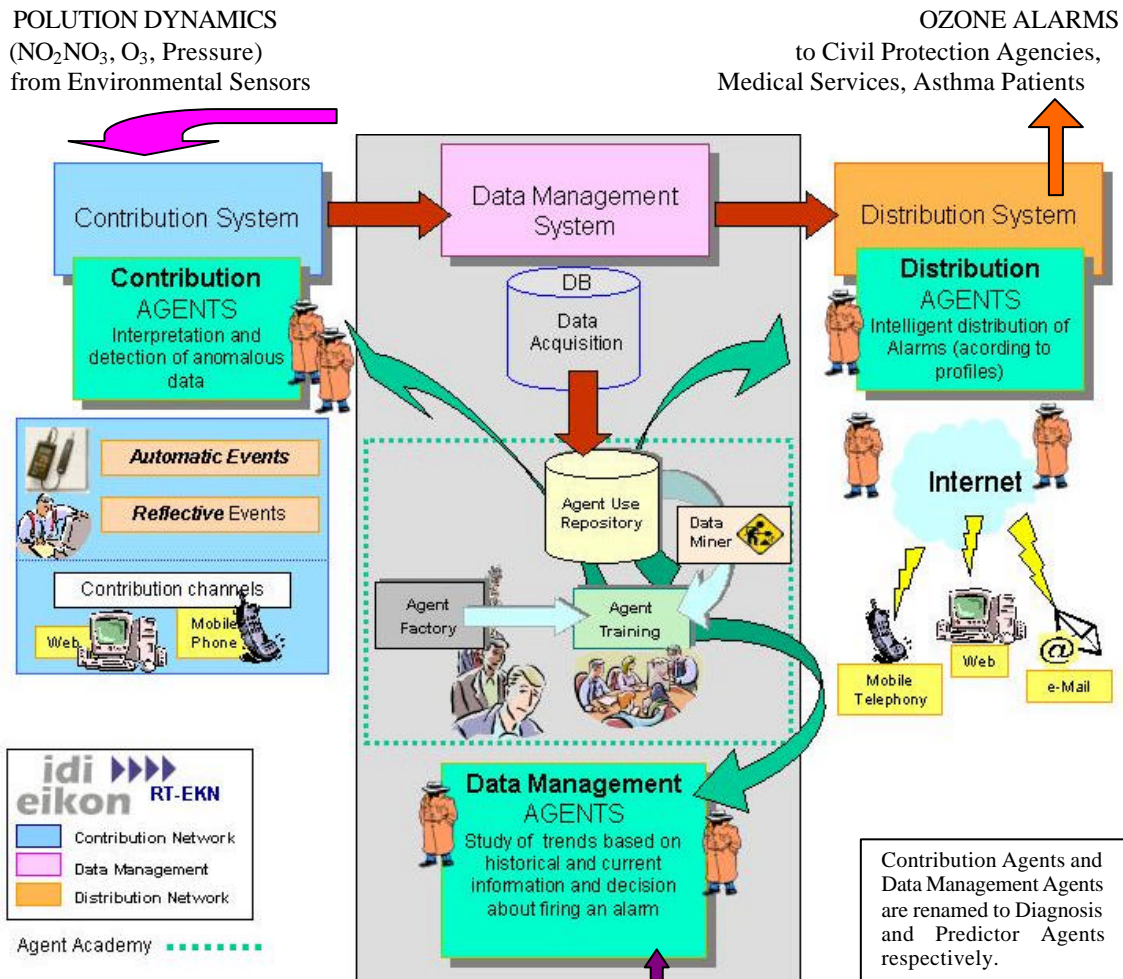 POLUTION DYNAMICS
(NO₂NO₃, O₃, Pressure)
from Environmental Sensors
OZONE ALARMS
to Civil Protection Agencies,
Medical Services, Asthma Patients
Contribution System
Data Management
System
Distribution System
Contribution
AGENTS
Interpretation and
detection of anomalous
data
DB
Data
Acquisition
Distribution
AGENTS
Intelligent distribution of
Alarms (acording to
profiles)
Automatic Events
Reflective Events
Contribution channels
Web
Mobile
Phone
Agent Use
Repository
Data
Miner
Agent
Factory
Agent
Training
Internet
Mobile
Telephony
Web
@
e-Mail
Data Management
AGENTS
Study of trends based on
historical and current
information and decision
about firing an alarm
idi
eikon
RT-EKN
Contribution Network
Data Management
Distribution Network
Agent Academy
Contribution Agents and
Data Management Agents
are renamed to Diagnosis
and Predictor Agents
respectively.